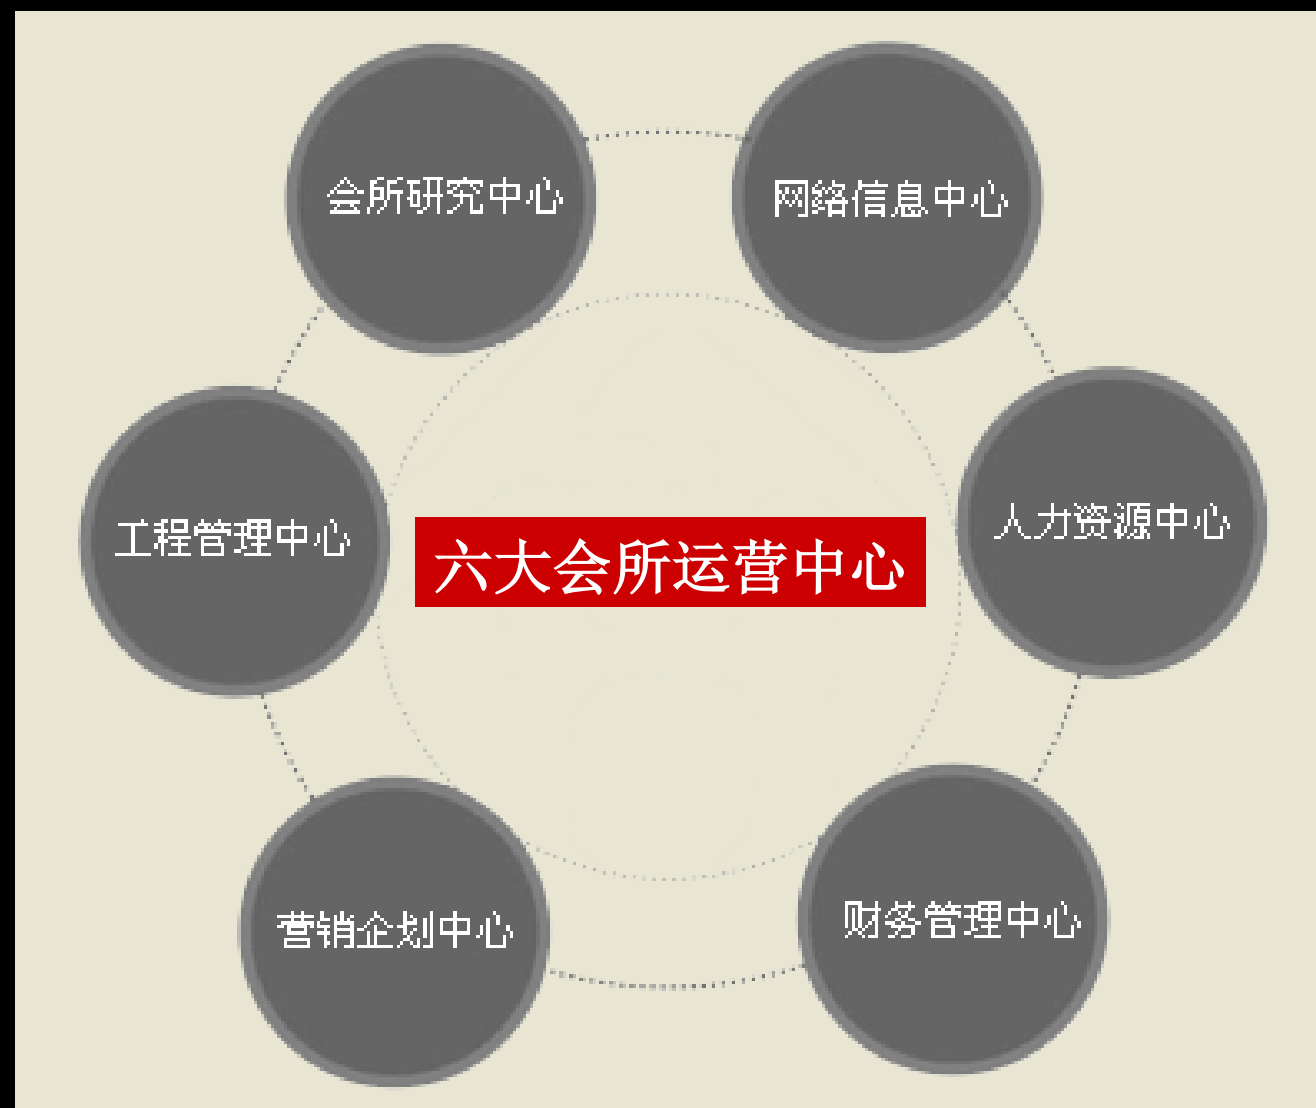 会所研究中心
网络信息中心
工程管理中心
人力资源中心
六大会所运营中心
营销企划中心
财务管理中心